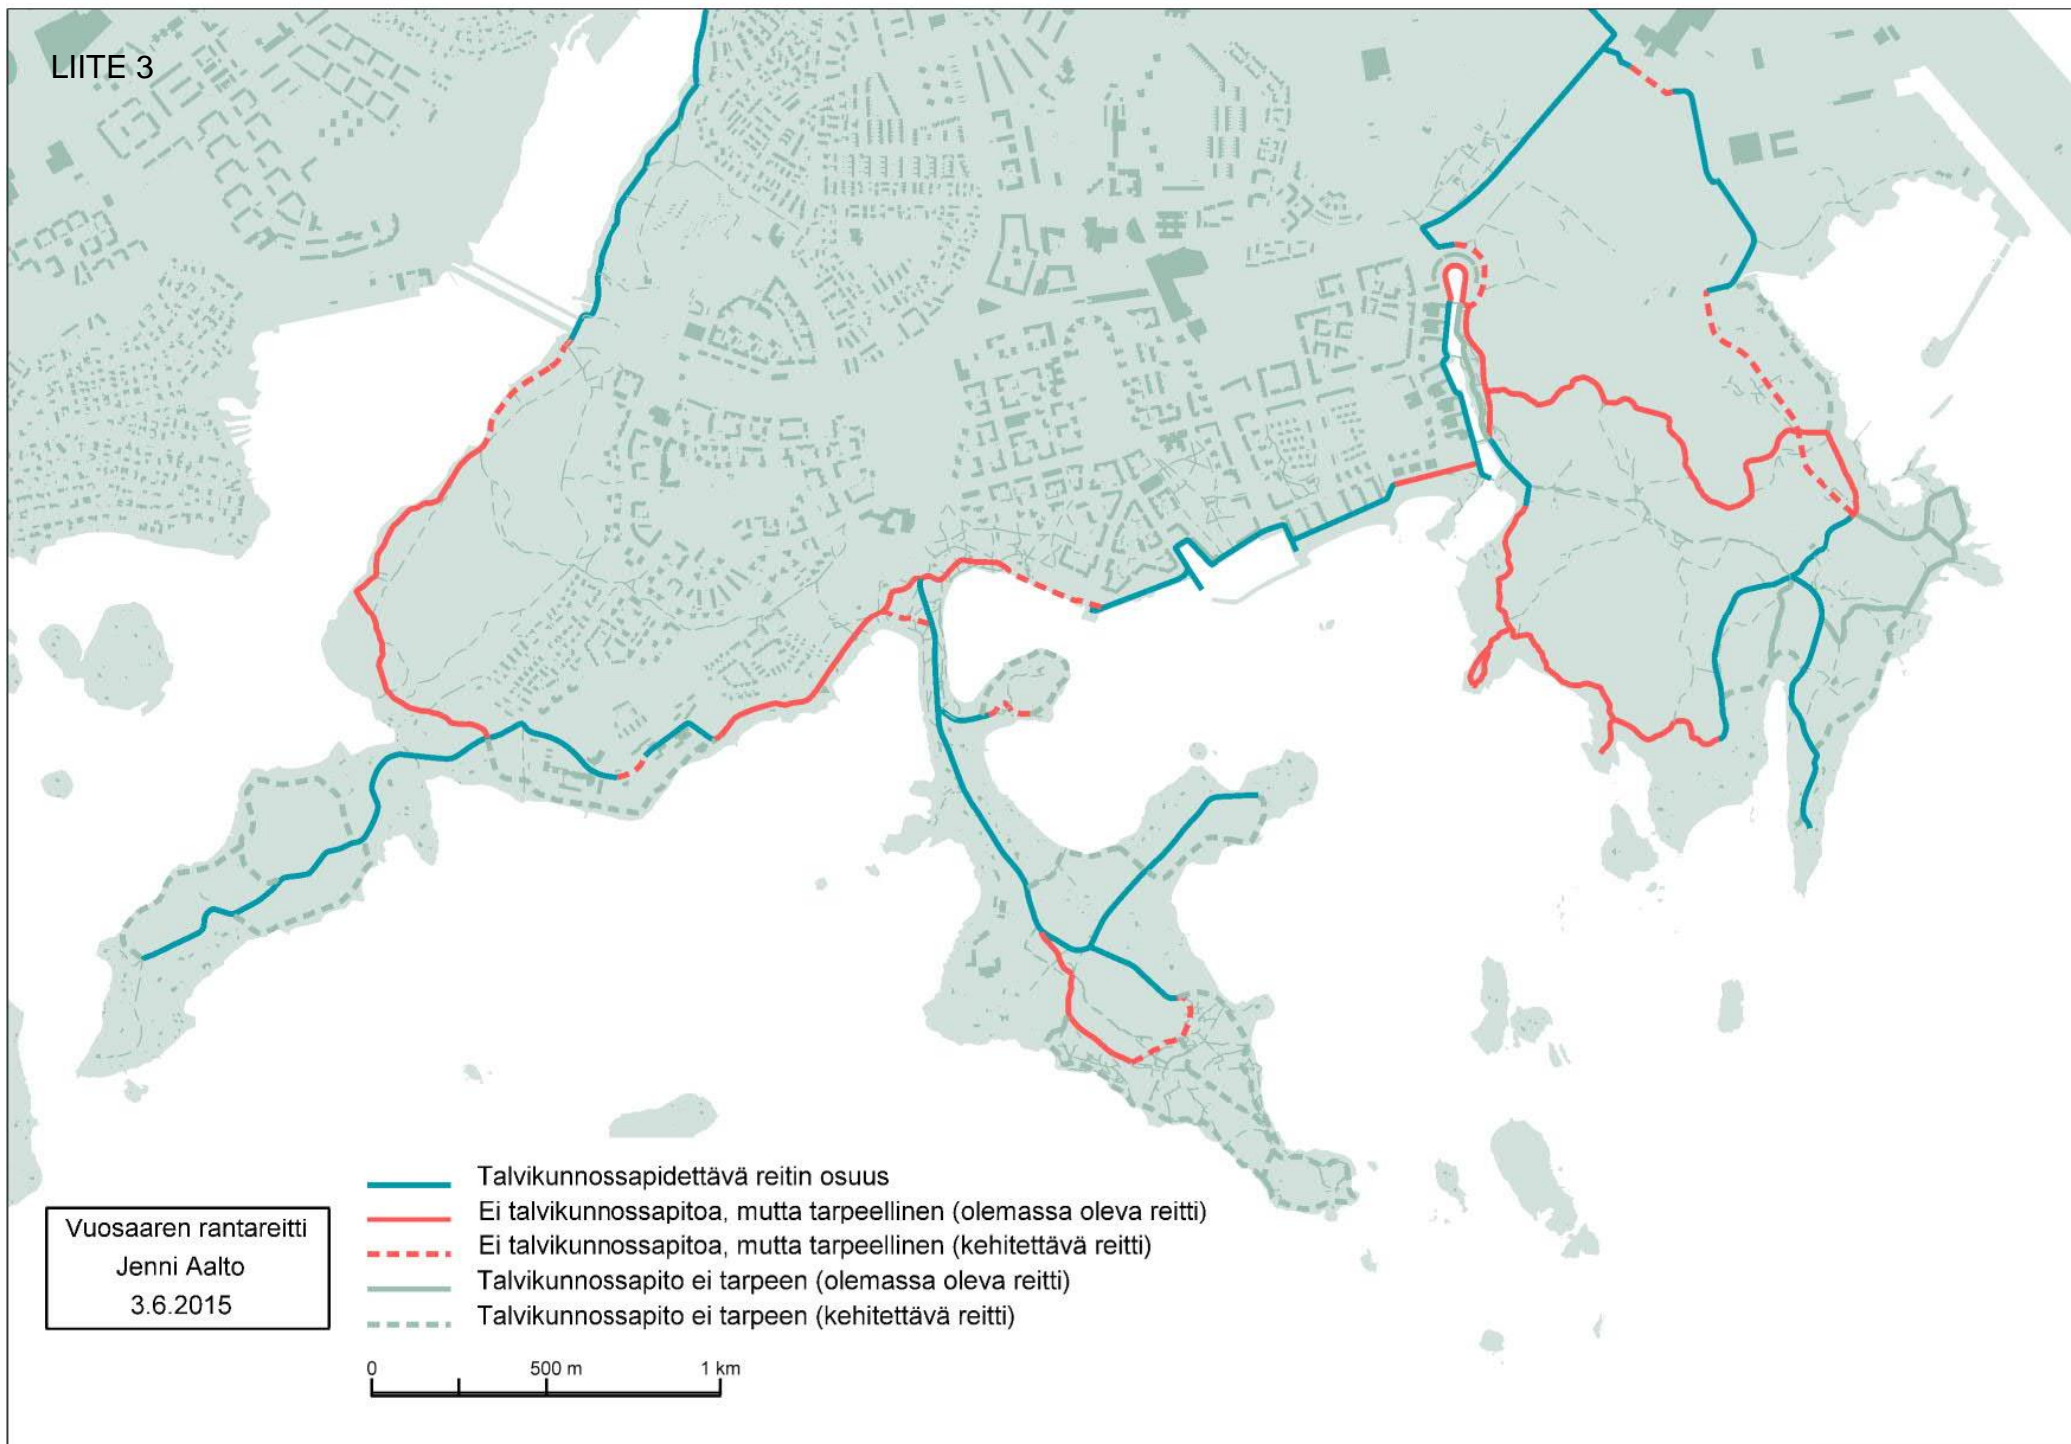 LIITE 3
Talvikunnossapidettävä reitin osuus
Ei talvikunnossapitoa, mutta tarpeellinen (olemassa oleva reitti)
Ei talvikunnossapitoa, mutta tarpeellinen (kehitettävä reitti)
Talvikunnossapito ei tarpeen (olemassa oleva reitti)
Talvikunnossapito ei tarpeen (kehitettävä reitti)
Vuosaaren rantareitti
Jenni Aalto
3.6.2015
0 500 m 1 km